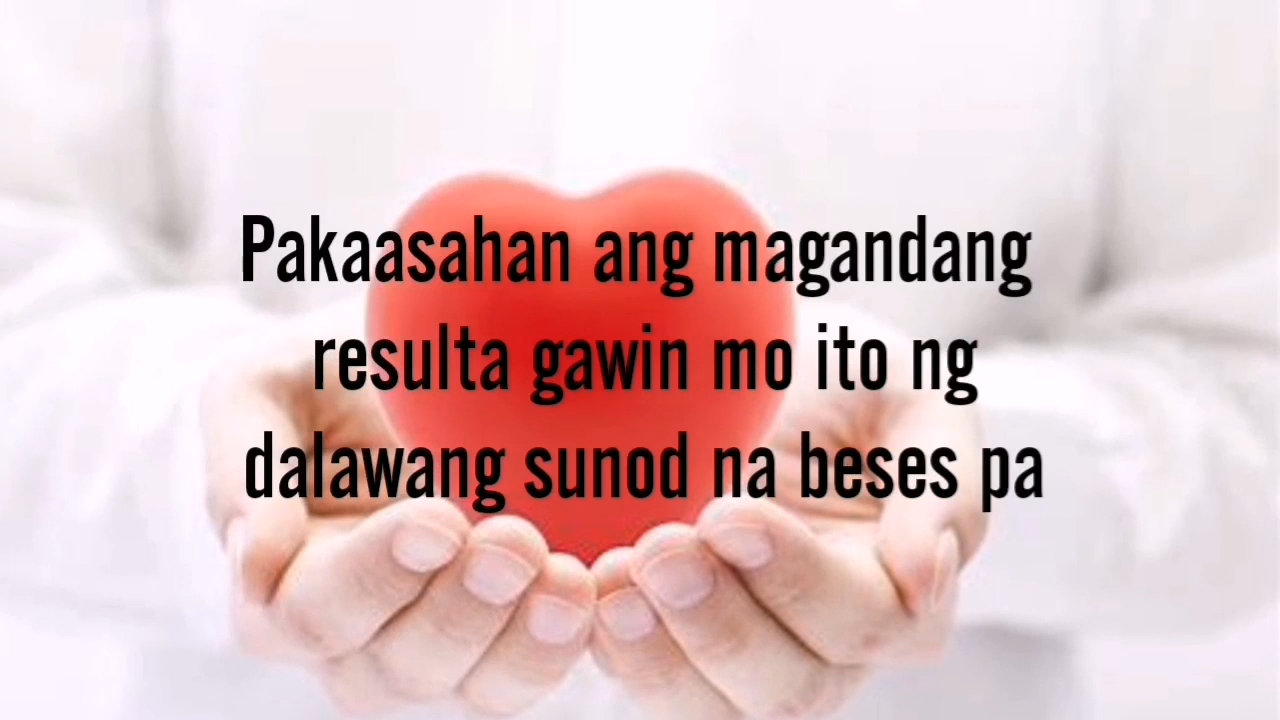 Pakaasahan ang magandang
resulta gawin mo ito ng
dalawang sunod na beses pa